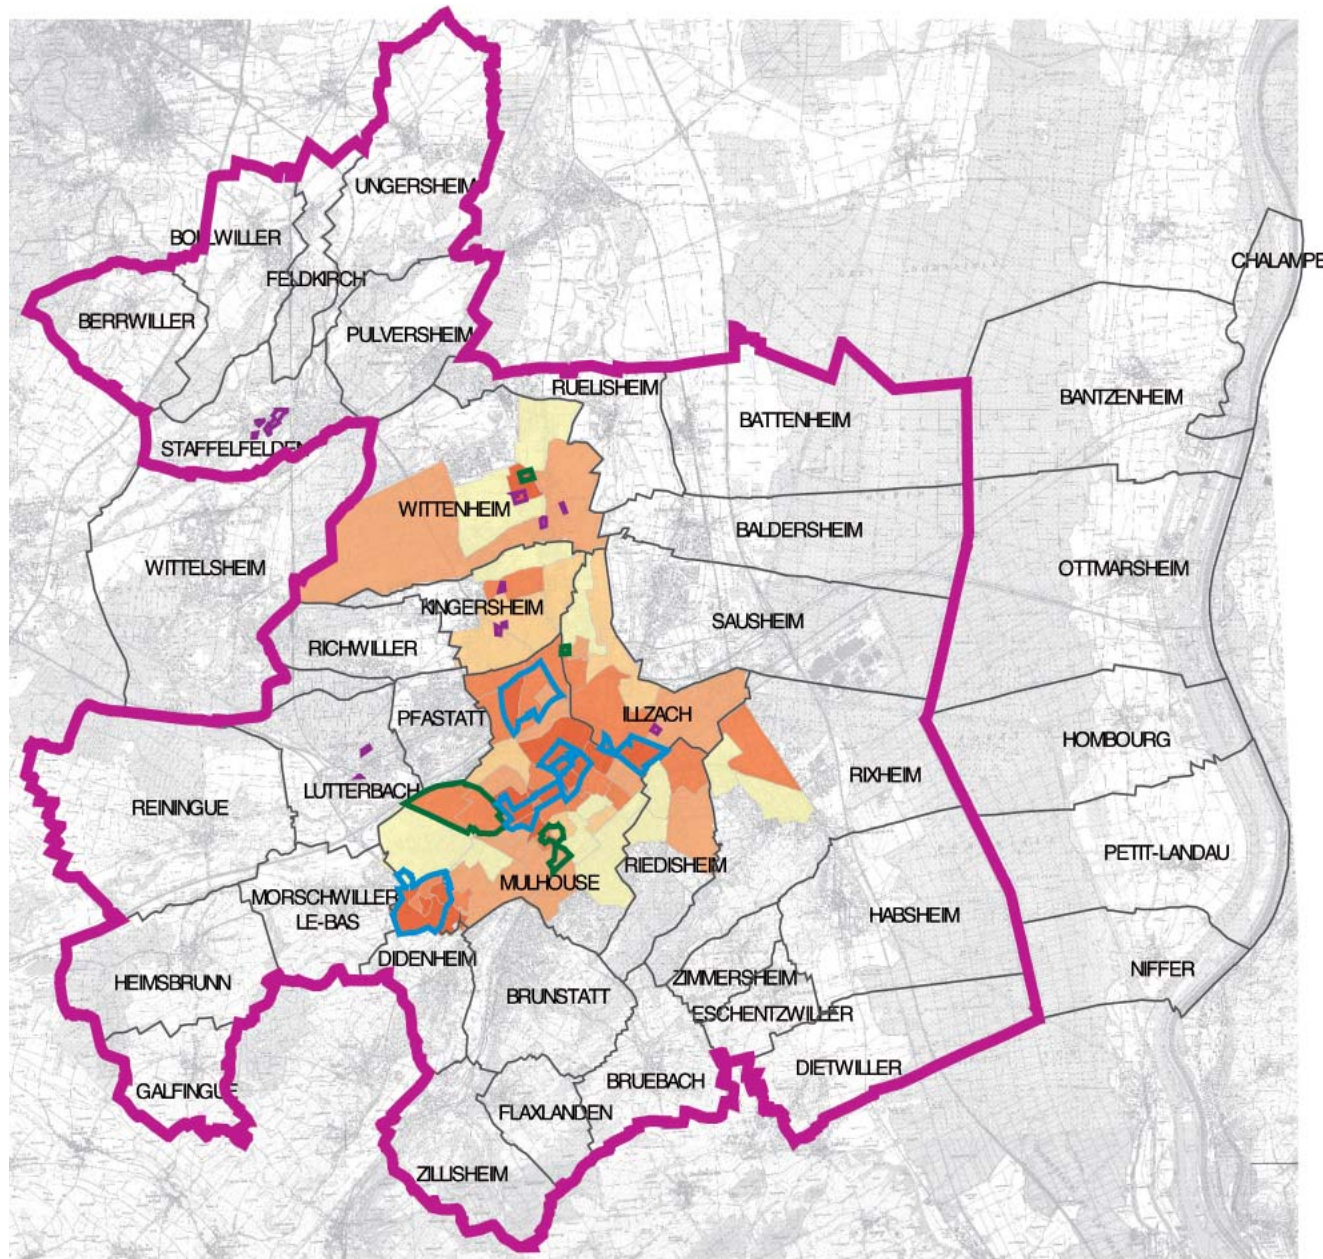 UNGERSHEIM
BOLLWILLER
CHALAMPE
FELDKIRCH
BERRWILLER
PULVERSHEIM
RUELISHEIM
BANTZENHEIM
BATTENHEIM
STAFFELFELDEN
WITTENHEIM
BALDERSHEIM
WITTELSHEIM
OTTMARSHEIM
KINGERSHEIM
SAUSHEIM
RICHWILLER
PFASTATT
ILLZACH
HOMBOURG
RIXHEIM
LUTTERBACH
REININGUE
PETIT-LANDAU
RIEDISHEIM
MULHOUSE
MORSCHWILLER
LE-BAS
HABSHEIM
DIDENHEIM
NIFFER
ZIMMERSHEIM
HEIMSBRUNN
BRUNSTATT
ESCHENTZWILLER
DIETWILLER
BRUEBACH
GALFINGUE
FLAXLANDEN
ZILLISHEIM